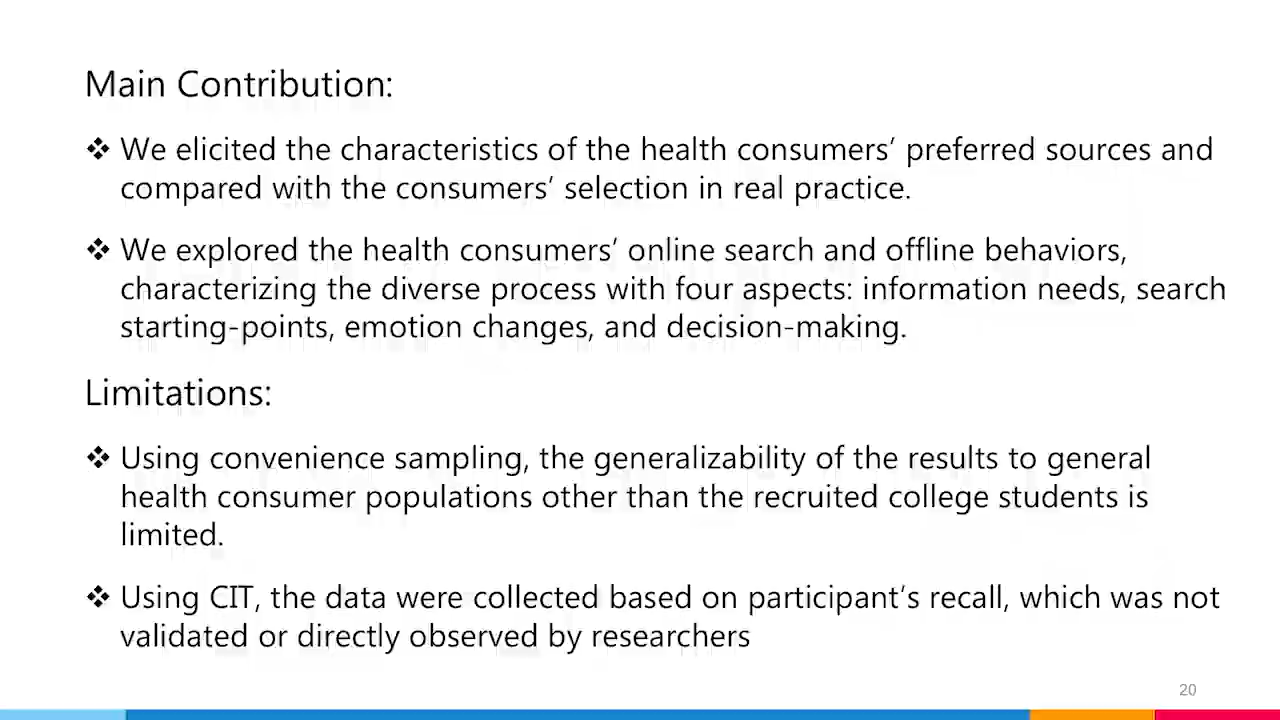 Main Contribution:
❖ We elicited the characteristics of the health consumers’ preferred sources and
compared with the consumers’ selection in real practice.
❖ We explored the health consumers’ online search and offline behaviors,
characterizing the diverse process with four aspects: information needs, search
starting-points, emotion changes, and decision-making.
Limitations:
❖ Using convenience sampling, the generalizability of the results to general
health consumer populations other than the recruited college students is
limited.
❖ Using CIT, the data were collected based on participant’s recall, which was not
validated or directly observed by researchers
20